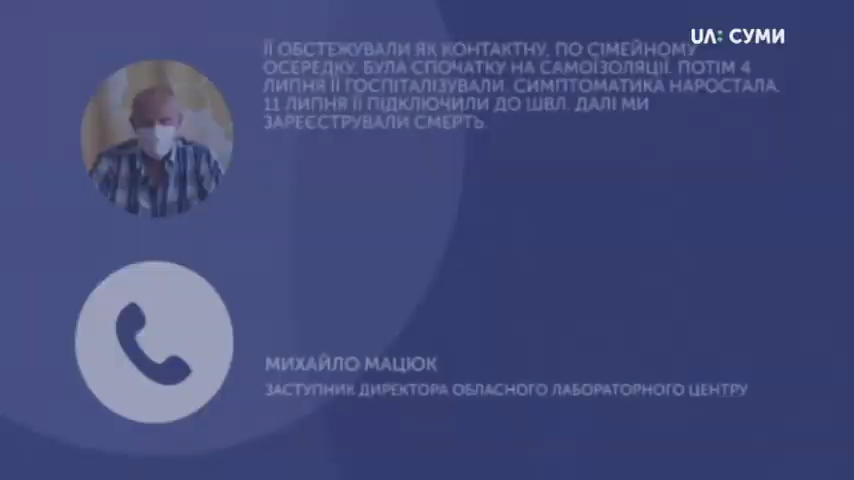 UA: СУМИ
ЇЇ ОБСТЕЖУВАЛИ ЯК КОНТАКТНУ, ПО СІМЕЙНОМУ
ОСЕРЕДКУ. БУЛА СПОЧАТКУ НА САМОІЗОЛЯЦІЇ. ПОТІМ 4
ЛИПНЯ ЇЇ ГОСПІТАЛІЗУВАЛИ. СИМПТОМАТИКА НАРОСТАЛА.
11 ЛИПНЯ ЇЇ ПІДКЛЮЧИЛИ ДО ШВЛ. ДАЛІ МИ
ЗАРЕЄСТРУВАЛИ СМЕРТЬ.
МИХАЙЛО МАЦЮК
ЗАСТУПНИК ДИРЕКТОРА ОБЛАСНОГО ЛАБОРАТОРНОГО ЦЕНТРУ